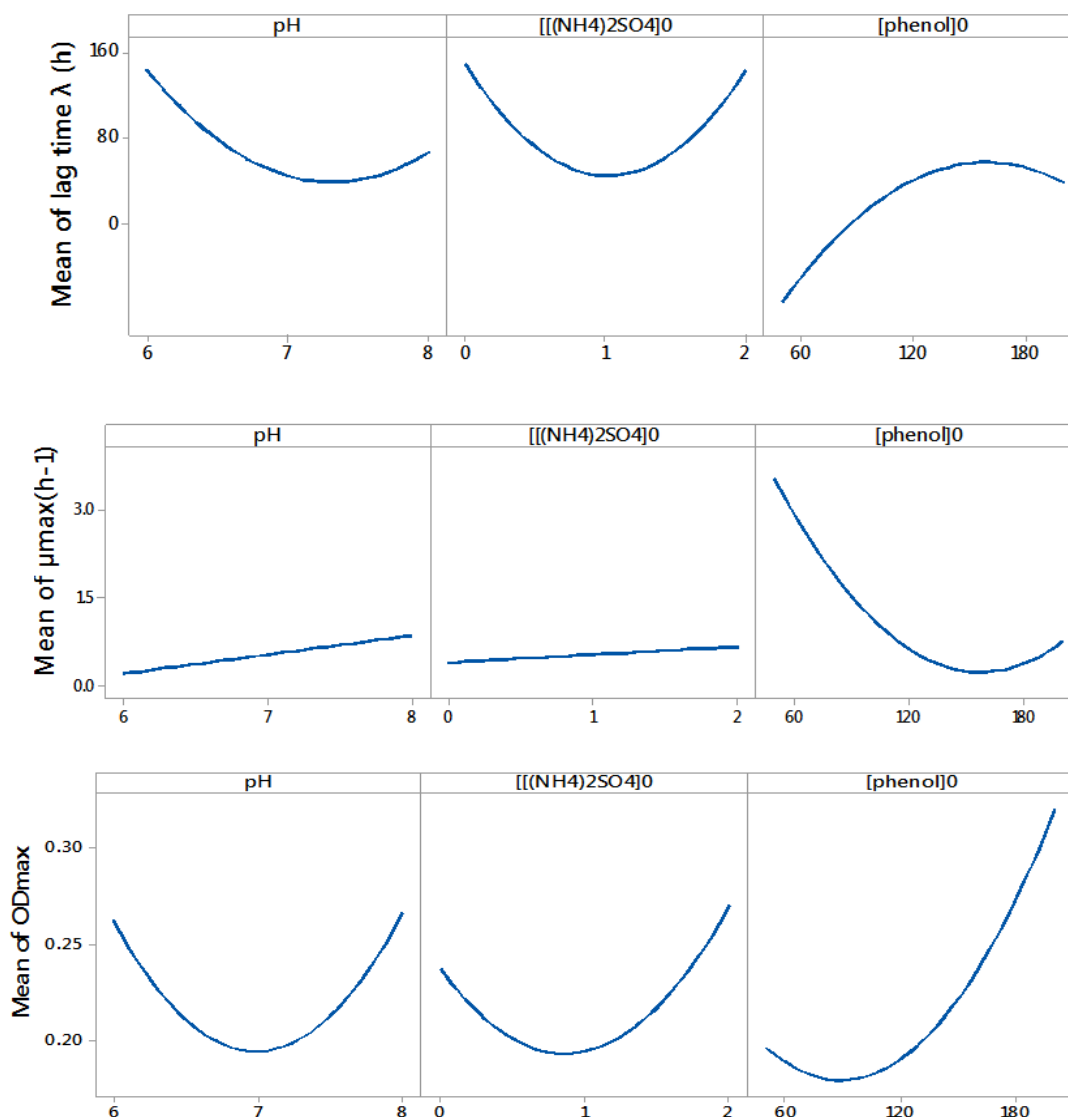 pH [[(NH4)2SO4]0 [phenol]0
Mean of lag time λ (h)
160
80
0
6 7 8 0 1 2 60 120 180
pH [[(NH4)2SO4]0 [phenol]0
Mean of μmax(h-1)
3.0
1.5
0.0
6 7 8 0 1 2 60 120 180
pH [[(NH4)2SO4]0 [phenol]0
Mean of ODmax
0.30
0.25
0.20
6 7 8 0 1 2 60 120 180